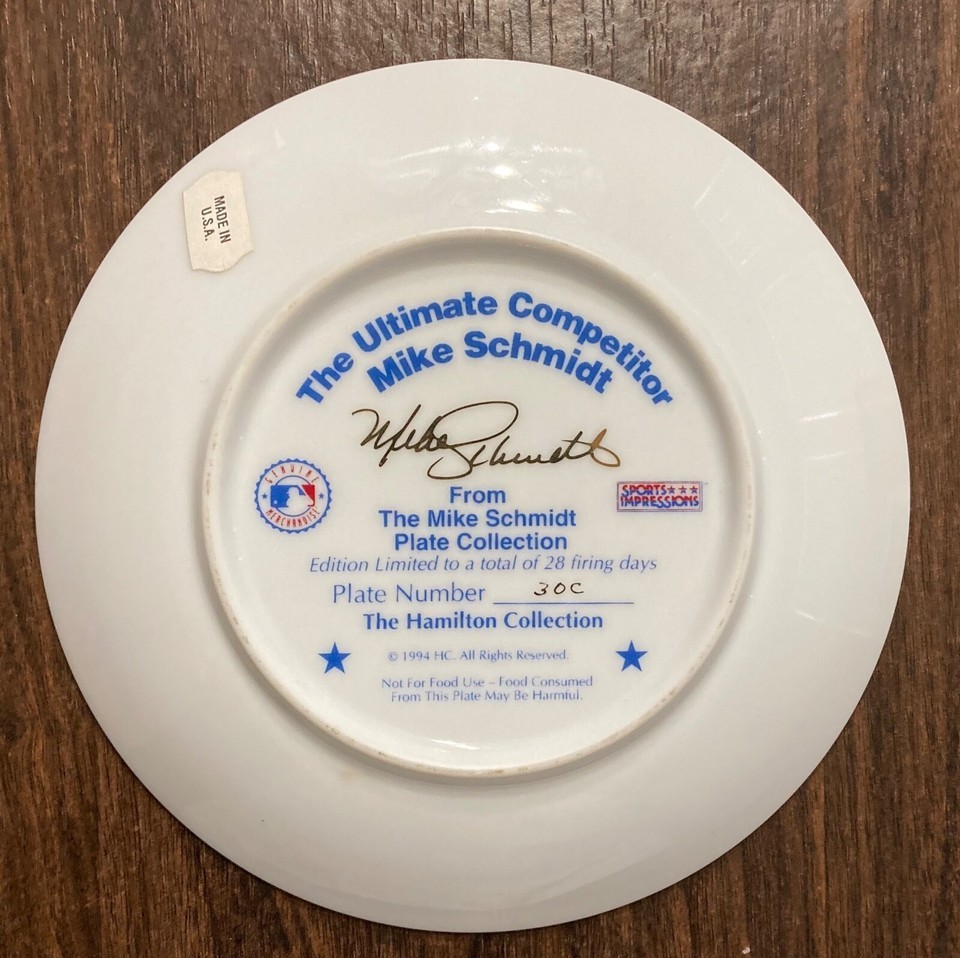 MADE IN
U.S.A.
The Ultimate Competitor
Mike Schmidt
Mike Schmidt
GENUINE
MERCHANDISE
SPORTS
IMPRESSIONS
From
The Mike Schmidt
Plate Collection
Edition Limited to a total of 28 firing days
Plate Number 30C
The Hamilton Collection
© 1994 HC. All Rights Reserved.
Not For Food Use – Food Consumed
From This Plate May Be Harmful.